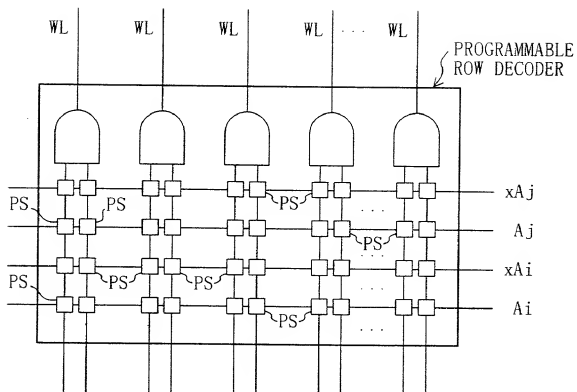 WL WL WL WL ... WL
PROGRAMMABLE
ROW DECODER
xAj
PS PS PS
...
Aj
PS
...
xAi
PS PS PS
Ai
PS
...